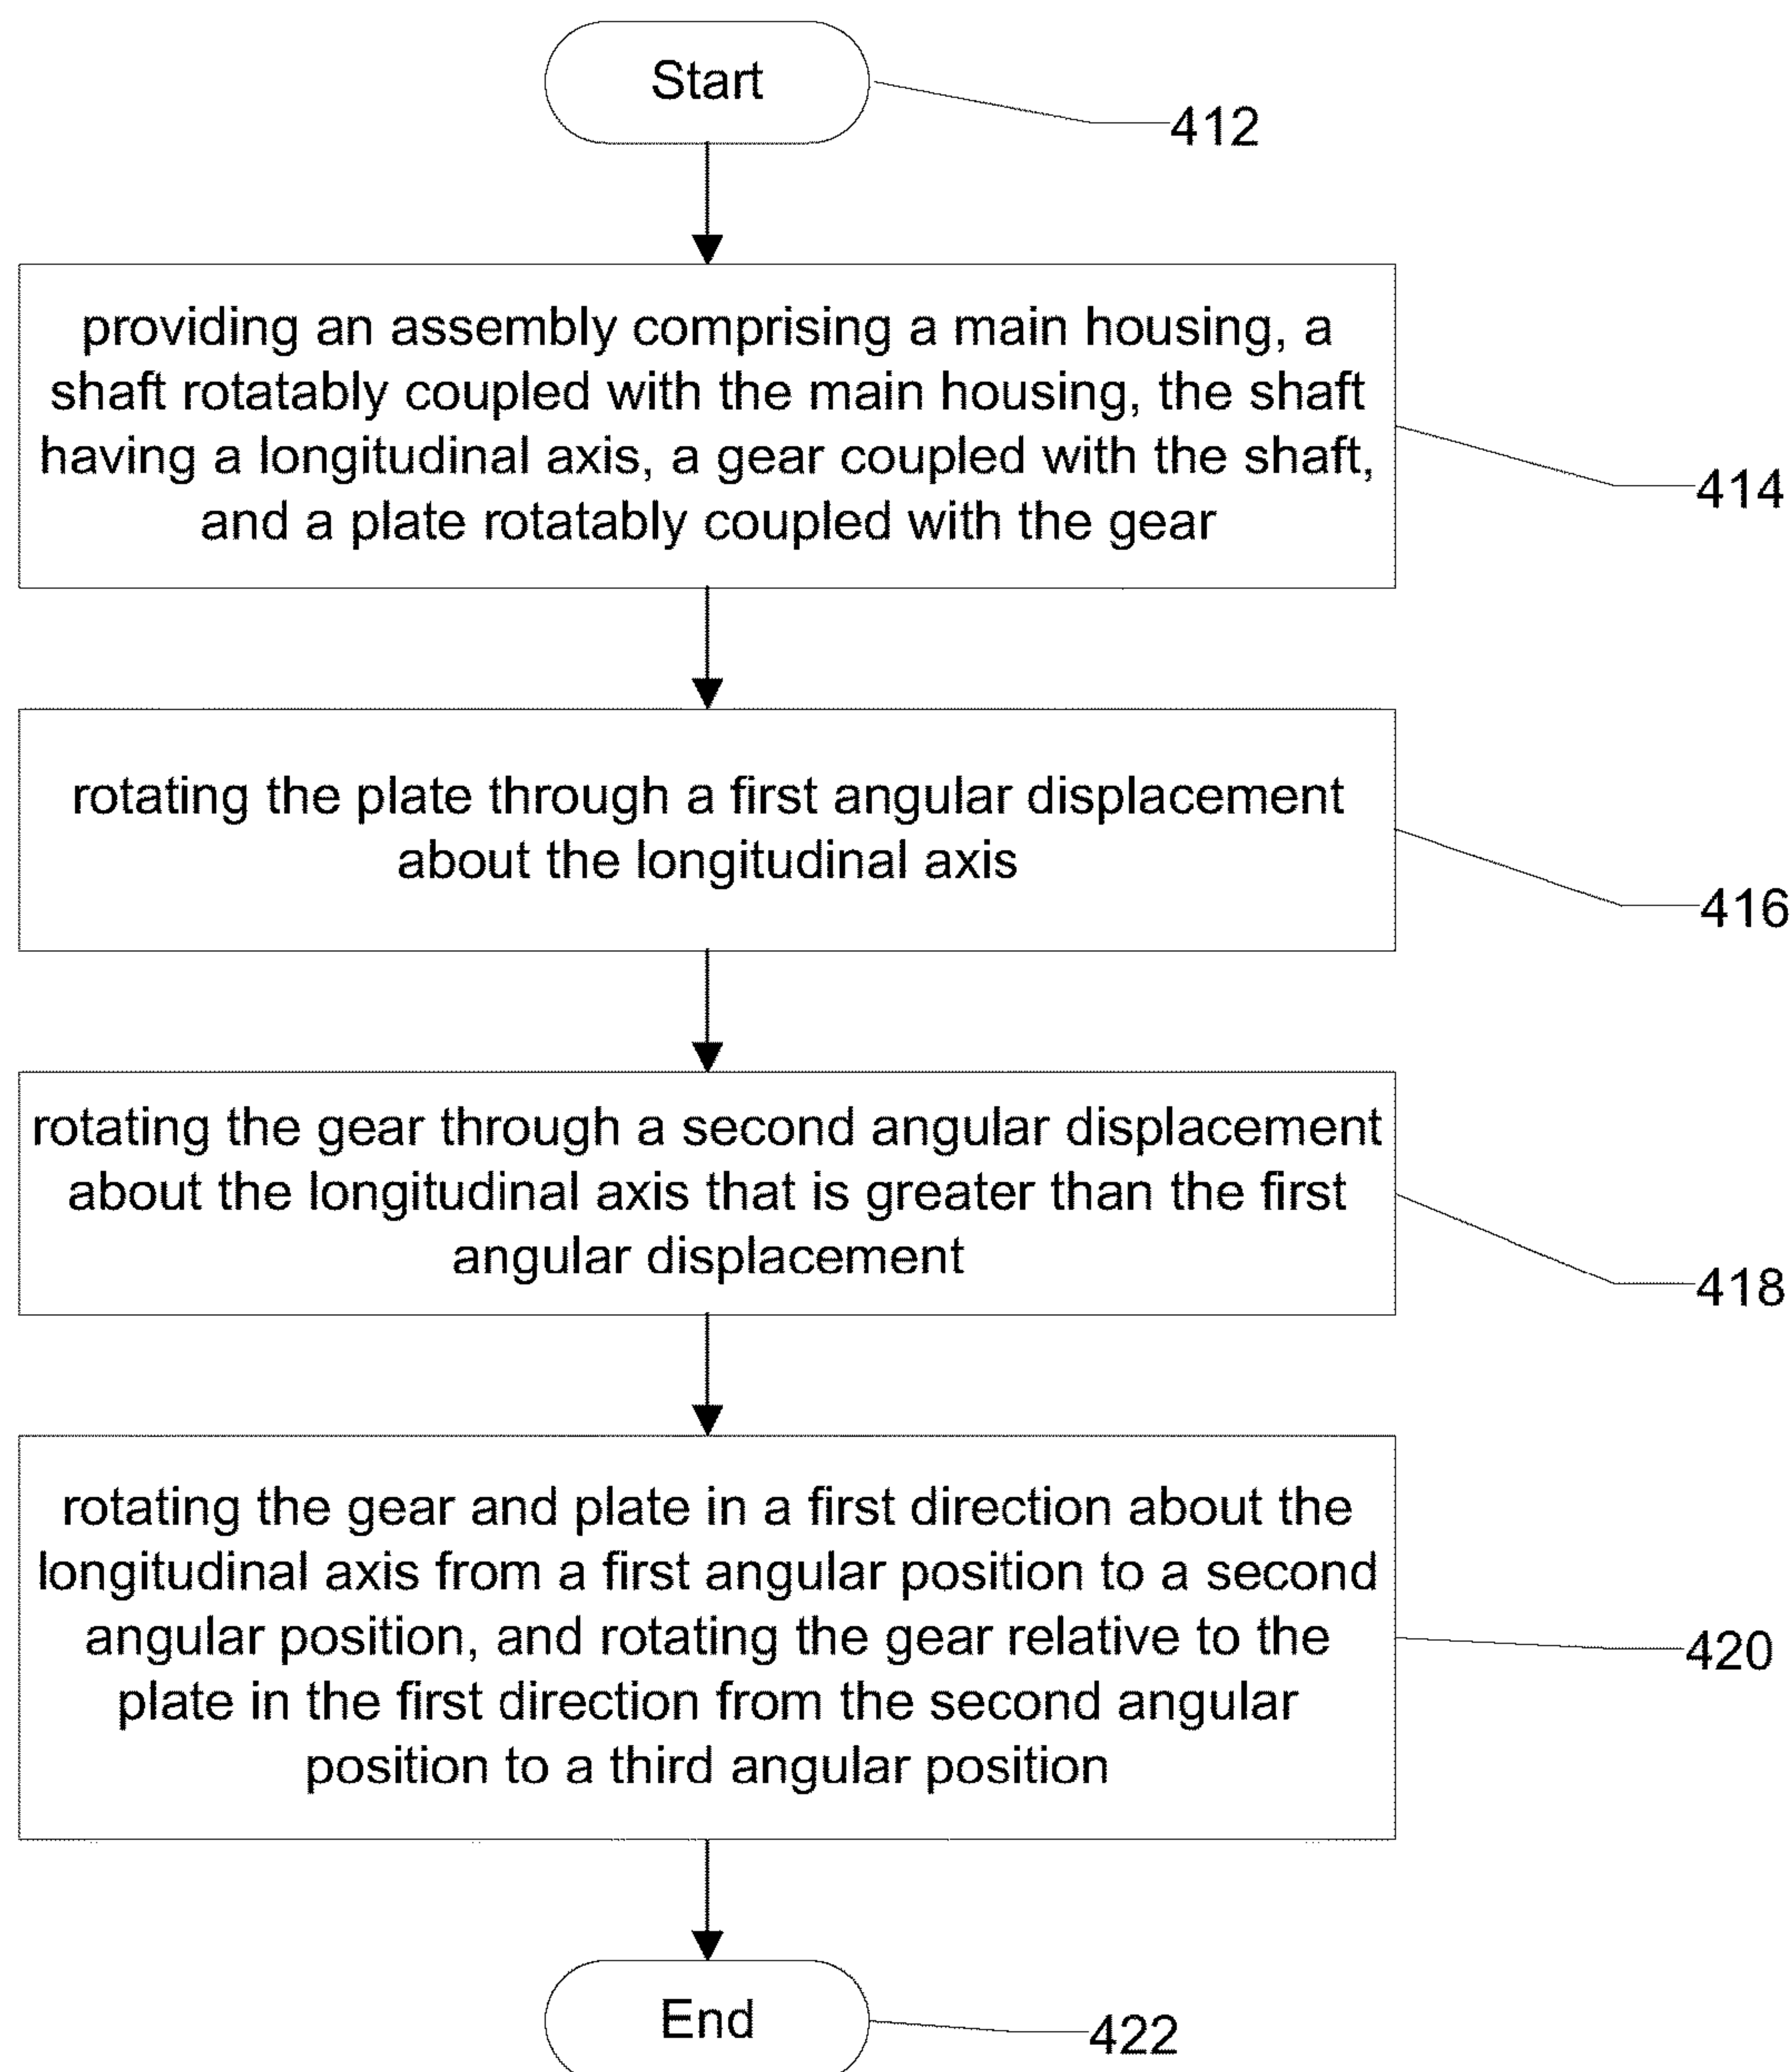 Start
412
providing an assembly comprising a main housing, a
shaft rotatably coupled with the main housing, the shaft
having a longitudinal axis, a gear coupled with the shaft,
and a plate rotatably coupled with the gear
414
rotating the plate through a first angular displacement
about the longitudinal axis
416
rotating the gear through a second angular displacement
about the longitudinal axis that is greater than the first
angular displacement
418
rotating the gear and plate in a first direction about the
longitudinal axis from a first angular position to a second
angular position, and rotating the gear relative to the
plate in the first direction from the second angular
position to a third angular position
420
End
422